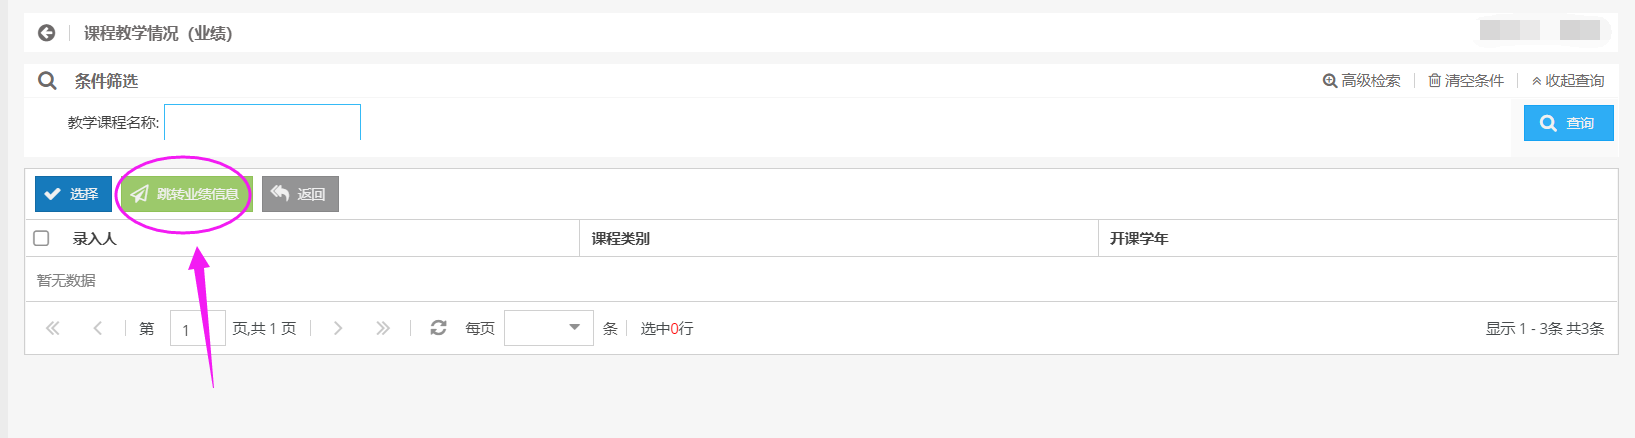 课程教学情况（业绩）
条件筛选 高级检索 清空条件 收起查询
教学课程名称: 查询
选择 跳转业绩信息 返回
录入人 课程类别 开课学年
暂无数据
第 1 页,共 1 页 每页 条 选中0行 显示 1 - 3条 共3条